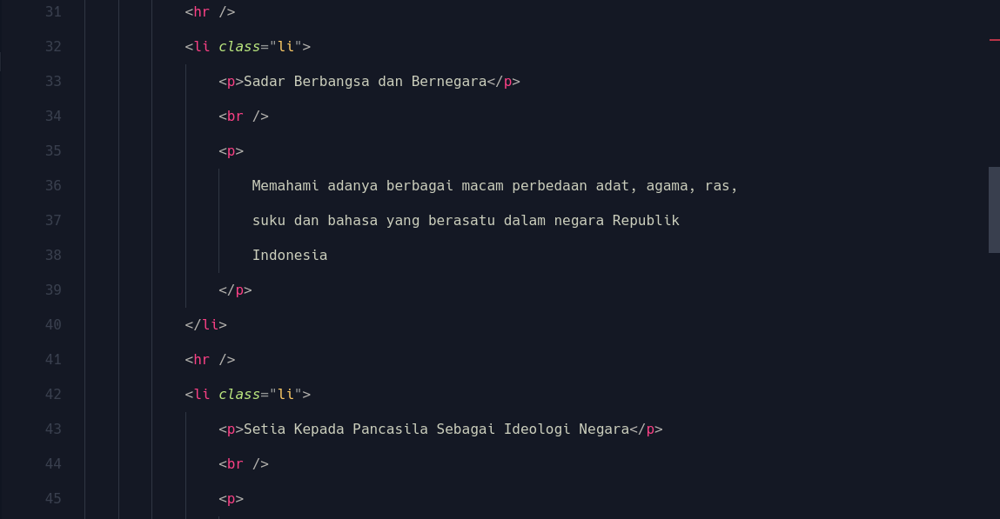 31 <hr />
32 <li class="li">
33 <p>Sadar Berbangsa dan Bernegara</p>
34 <br />
35 <p>
36 Memahami adanya berbagai macam perbedaan adat, agama, ras,
37 suku dan bahasa yang berasatu dalam negara Republik
38 Indonesia
39 </p>
40 </li>
41 <hr />
42 <li class="li">
43 <p>Setia Kepada Pancasila Sebagai Ideologi Negara</p>
44 <br />
45 <p>